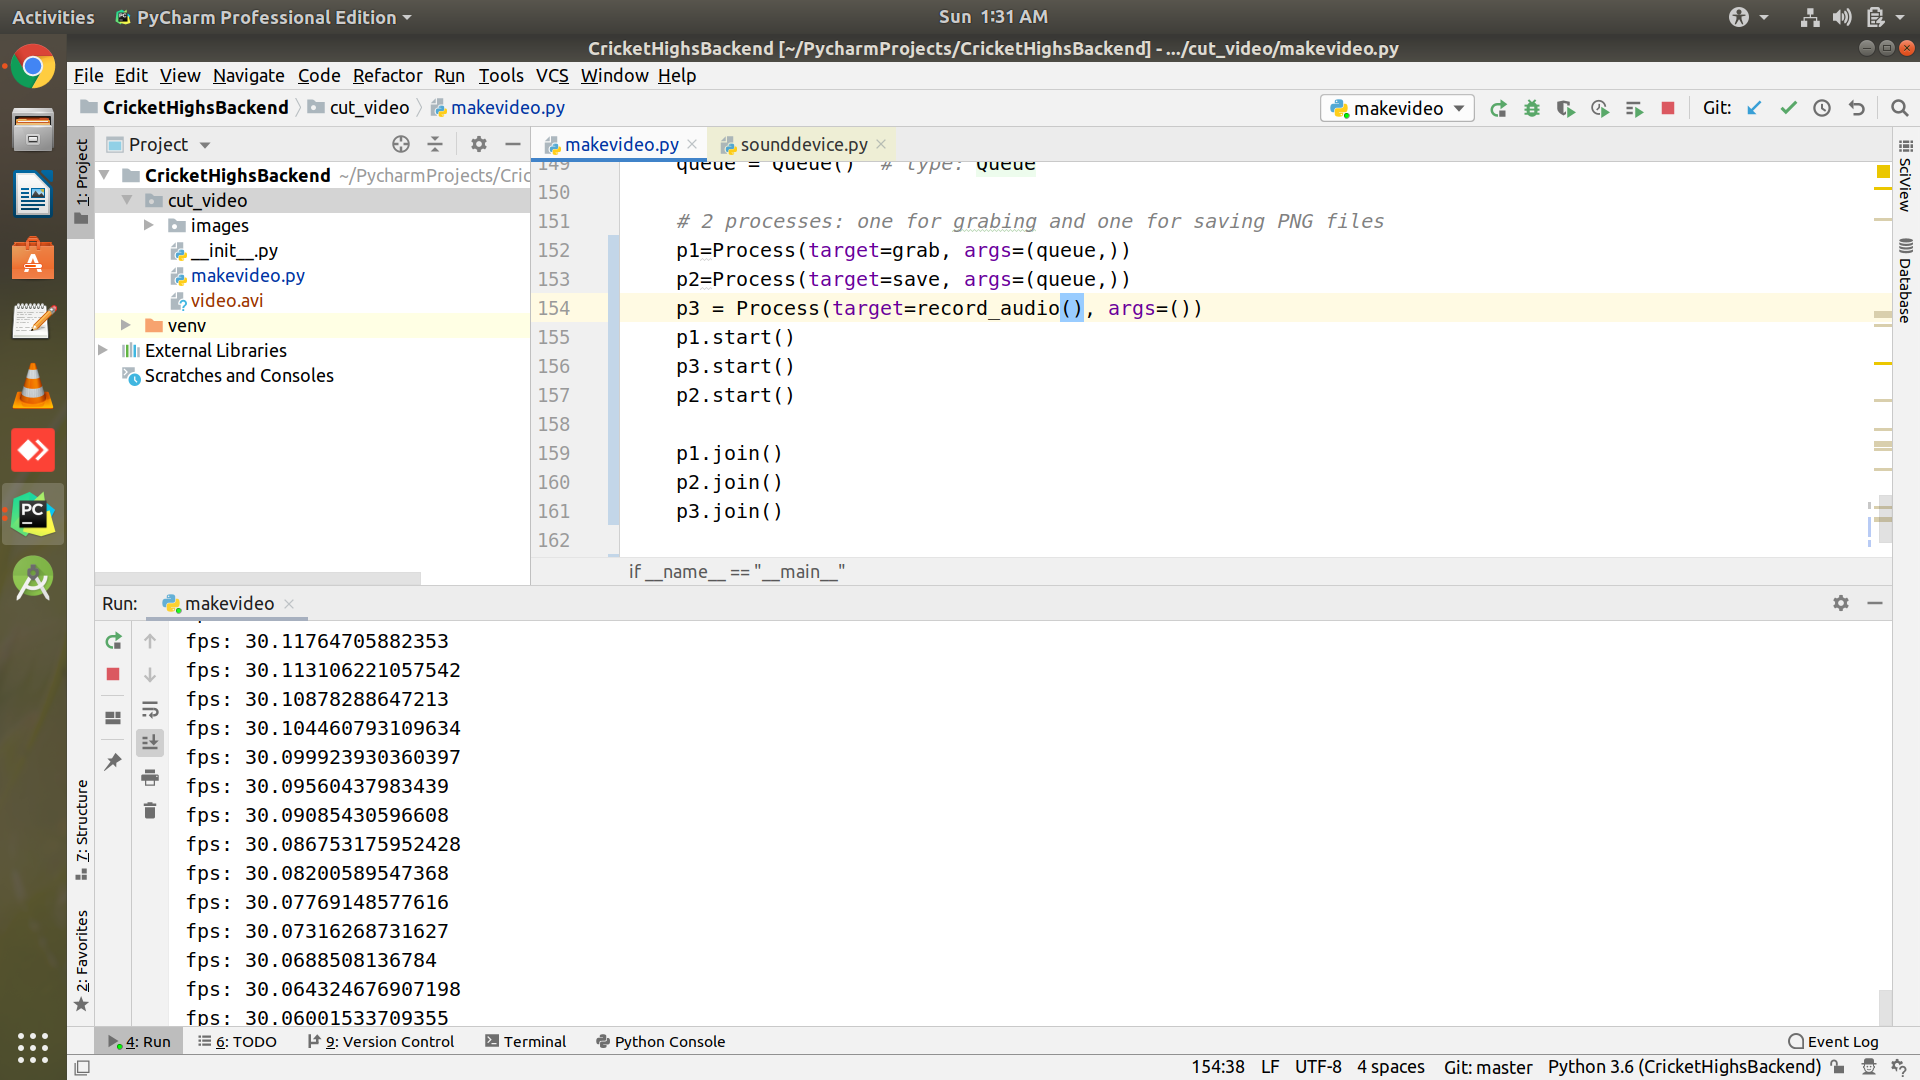 Activities PyCharm Professional Edition Sun 1:31 AM
CricketHighsBackend [~/PycharmProjects/CricketHighsBackend] - .../cut_video/makevideo.py
File Edit View Navigate Code Refactor Run Tools VCS Window Help
CricketHighsBackend cut_video makevideo.py makevideo Git:
Project makevideo.py sounddevice.py
1: Project
SciView
Database
CricketHighsBackend ~/PycharmProjects/Cric
cut_video
images
__init__.py
makevideo.py
video.avi
venv
External Libraries
Scratches and Consoles
149 queue = Queue() # type: Queue
150
151 # 2 processes: one for grabing and one for saving PNG files
152 p1=Process(target=grab, args=(queue,))
153 p2=Process(target=save, args=(queue,))
154 p3 = Process(target=record_audio(), args=())
155 p1.start()
156 p3.start()
157 p2.start()
158
159 p1.join()
160 p2.join()
161 p3.join()
162
if __name__ == "__main__"
Run: makevideo
fps: 30.11764705882353
fps: 30.113106221057542
fps: 30.10878288647213
fps: 30.104460793109634
fps: 30.099923930360397
fps: 30.09560437983439
fps: 30.09085430596608
fps: 30.086753175952428
fps: 30.08200589547368
fps: 30.07769148577616
fps: 30.07316268731627
fps: 30.0688508136784
fps: 30.064324676907198
fps: 30.06001533709355
7: Structure
2: Favorites
4: Run 6: TODO 9: Version Control Terminal Python Console Event Log
154:38 LF UTF-8 4 spaces Git: master Python 3.6 (CricketHighsBackend)
PC